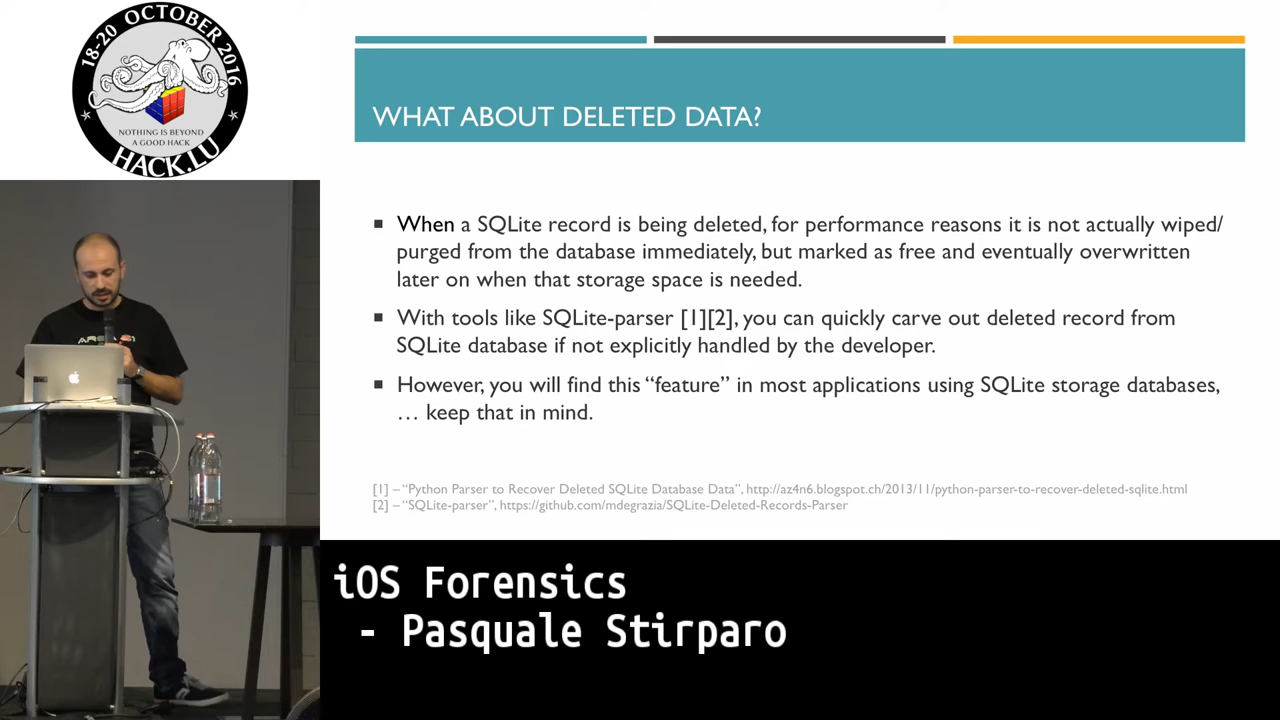 18-20 OCTOBER 2016
NOTHING IS BEYOND
A GOOD HACK
HACK.LU
WHAT ABOUT DELETED DATA?
▪ When a SQLite record is being deleted, for performance reasons it is not actually wiped/
purged from the database immediately, but marked as free and eventually overwritten
later on when that storage space is needed.
▪ With tools like SQLite-parser [1][2], you can quickly carve out deleted record from
SQLite database if not explicitly handled by the developer.
▪ However, you will find this “feature” in most applications using SQLite storage databases,
… keep that in mind.
[1] – “Python Parser to Recover Deleted SQLite Database Data”, http://az4n6.blogspot.ch/2013/11/python-parser-to-recover-deleted-sqlite.html
[2] – “SQLite-parser”, https://github.com/mdegrazia/SQLite-Deleted-Records-Parser
iOS Forensics
- Pasquale Stirparo